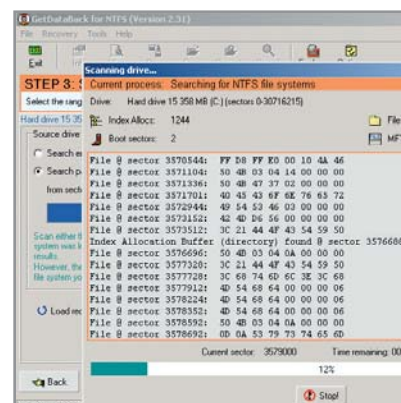 GetDataBack for NTFS (Version 2.31)
File Recovery Tools Help
Exit
Scanning drive...
STEP 3:
Current process: Searching for NTFS file systems
Select the rang
Drive: Hard drive 15 358 MB (C:) (sectors 0-30716215)
Hard drive 15 35
Index Allocs: 1244
File
Source drive
Boot sectors: 2
MFT
Search en
Search pa
from sect
File @ sector 3570544: FF D8 FF E0 00 10 4A 46
File @ sector 3571104: 50 4B 03 04 14 00 00 00
File @ sector 3571336: 50 4B 47 37 02 00 00 00
File @ sector 3571701: 40 45 43 6F 6E 76 65 72
File @ sector 3572944: 49 54 53 46 03 00 00 00
File @ sector 3573152: 42 4D D6 56 00 00 00 00
File @ sector 3573512: 3C 21 44 4F 43 54 59 50
Index Allocation Buffer (directory) found @ sector 3576686
File @ sector 3576696: 50 4B 03 04 0A 00 00 00
File @ sector 3577320: 3C 21 44 4F 43 54 59 50
File @ sector 3577728: 3C 68 74 6D 6C 3E 3C 68
File @ sector 3577912: 4D 54 68 64 00 00 00 06
File @ sector 3578224: 4D 54 68 64 00 00 00 06
File @ sector 3578352: 4D 54 68 64 00 00 00 06
File @ sector 3578592: 50 4B 03 04 0A 00 00 00
File @ sector 3578692: 0D 0A 53 79 73 74 65 6D
Scan either t
system was in
results.
However, the
file system yo
Load rec
Current sector: 3579000 Time remaining: 00
12%
Back
Stop!